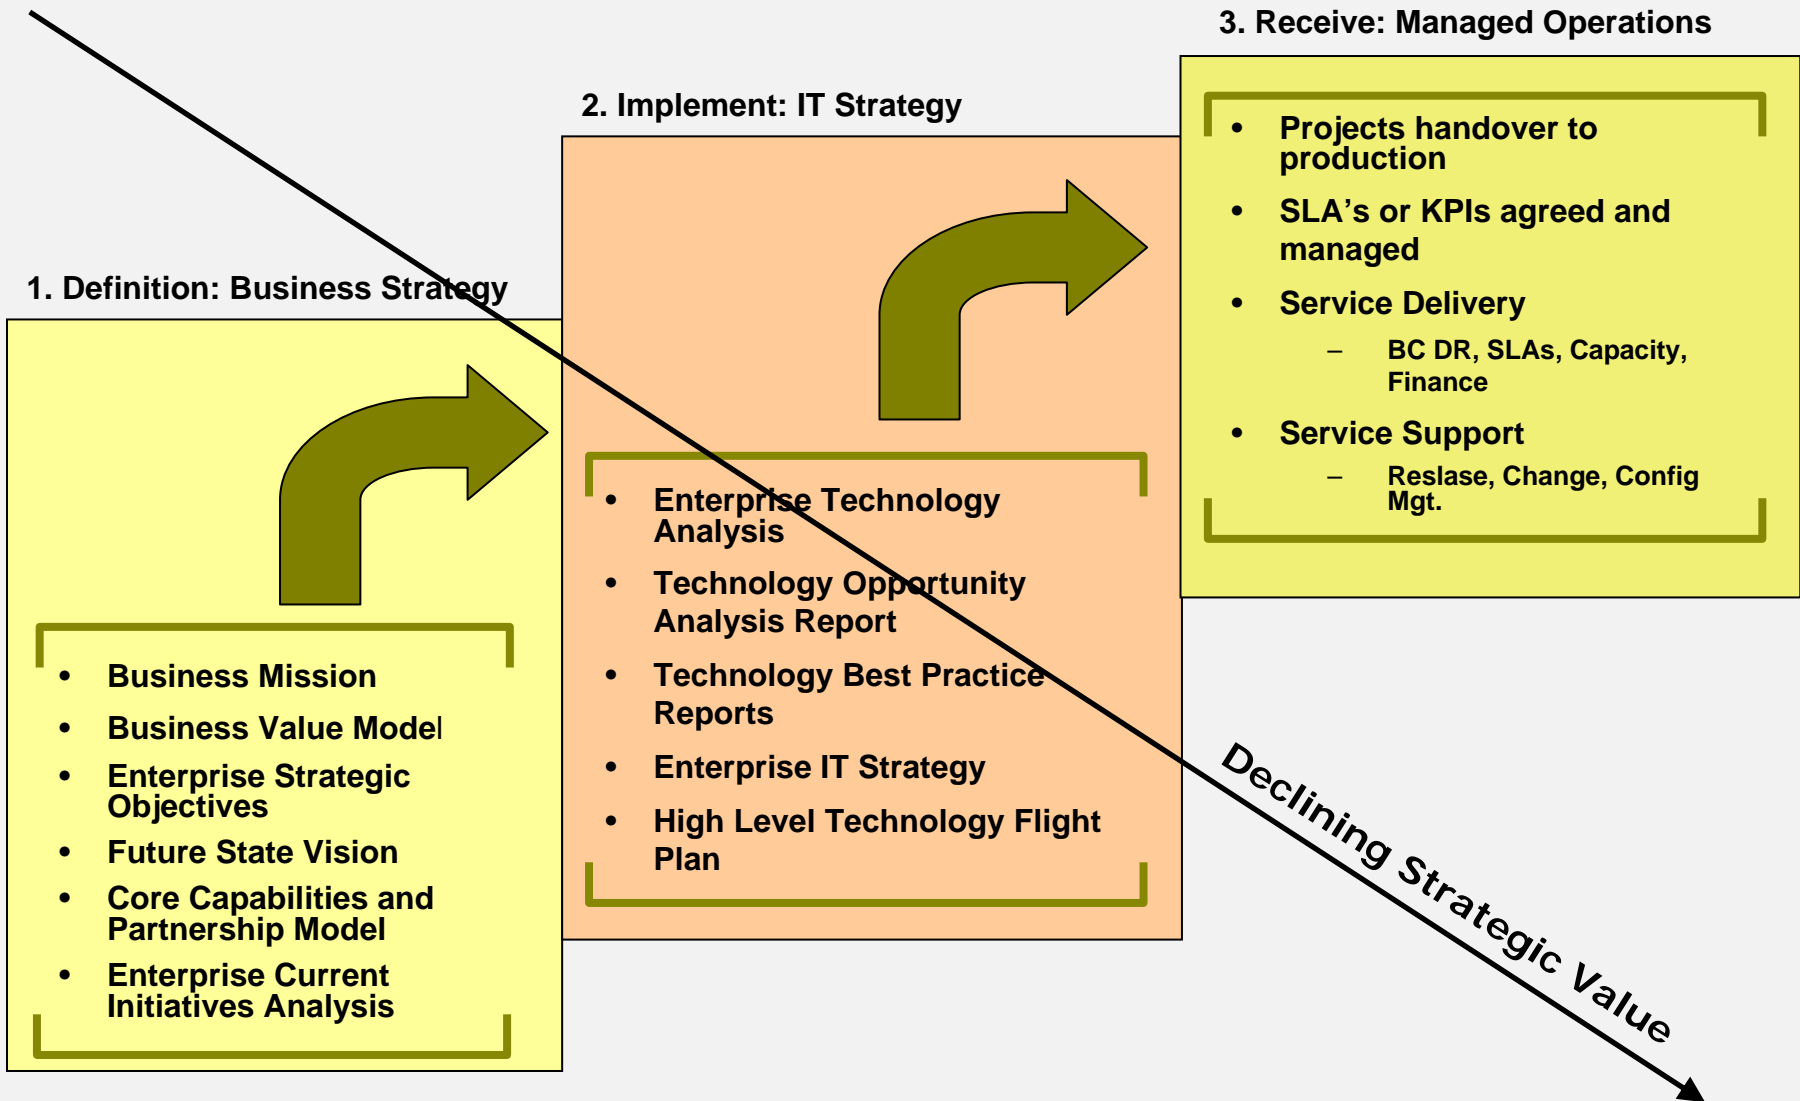 3. Receive: Managed Operations
• Projects handover to
production
• SLA's or KPIs agreed and
managed
• Service Delivery
– BC DR, SLAs, Capacity,
Finance
• Service Support
– Reslase, Change, Config
Mgt.
2. Implement: IT Strategy
• Enterprise Technology
Analysis
• Technology Opportunity
Analysis Report
• Technology Best Practice
Reports
• Enterprise IT Strategy
• High Level Technology Flight
Plan
1. Definition: Business Strategy
• Business Mission
• Business Value Model
• Enterprise Strategic
Objectives
• Future State Vision
• Core Capabilities and
Partnership Model
• Enterprise Current
Initiatives Analysis
Declining Strategic Value